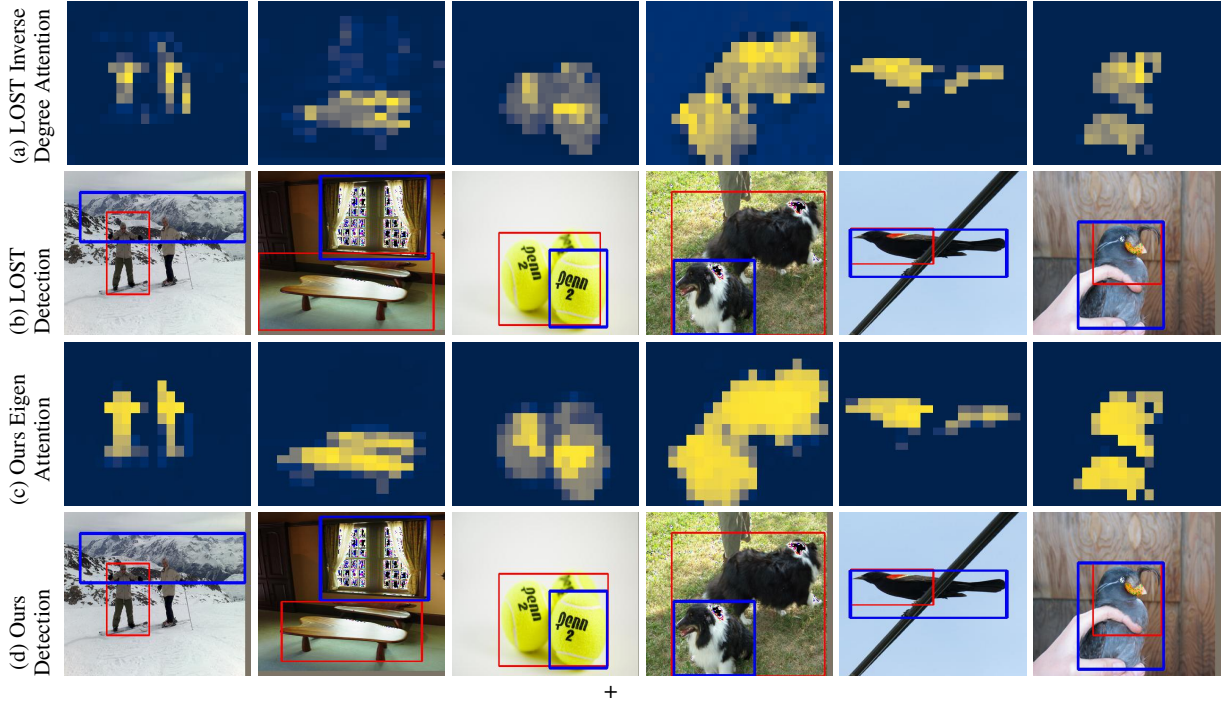 (a) LOST Inverse
Degree Attention
(b) LOST
Detection
Penn
2
Penn
2
(c) Ours Eigen
Attention
(d) Ours
Detection
Penn
2
Penn
2
+